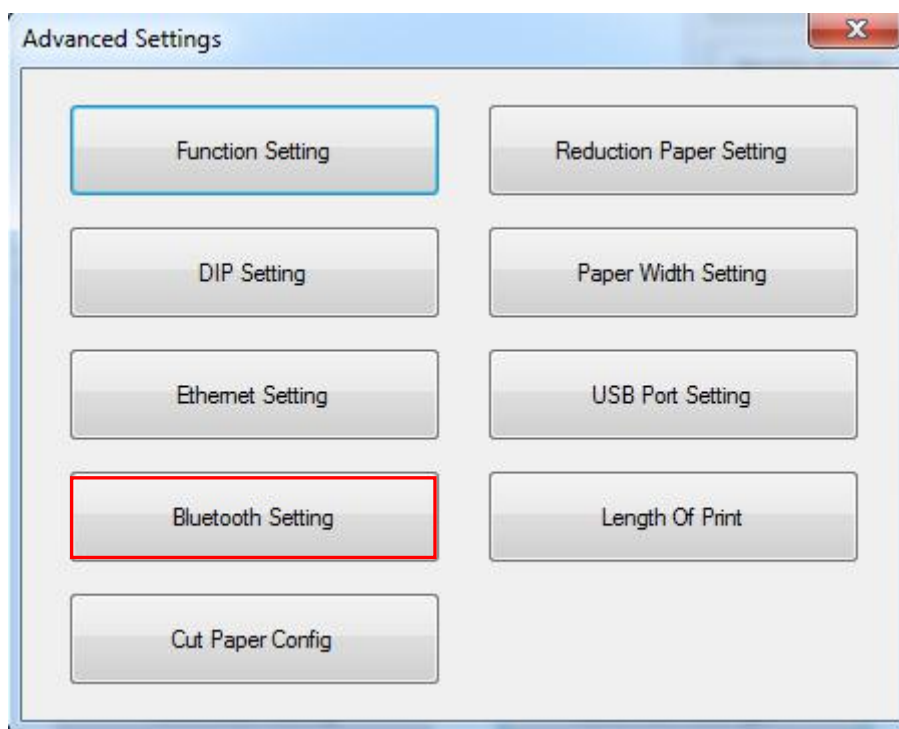 Advanced Settings
Function Setting
Reduction Paper Setting
DIP Setting
Paper Width Setting
Ethernet Setting
USB Port Setting
Bluetooth Setting
Length Of Print
Cut Paper Config